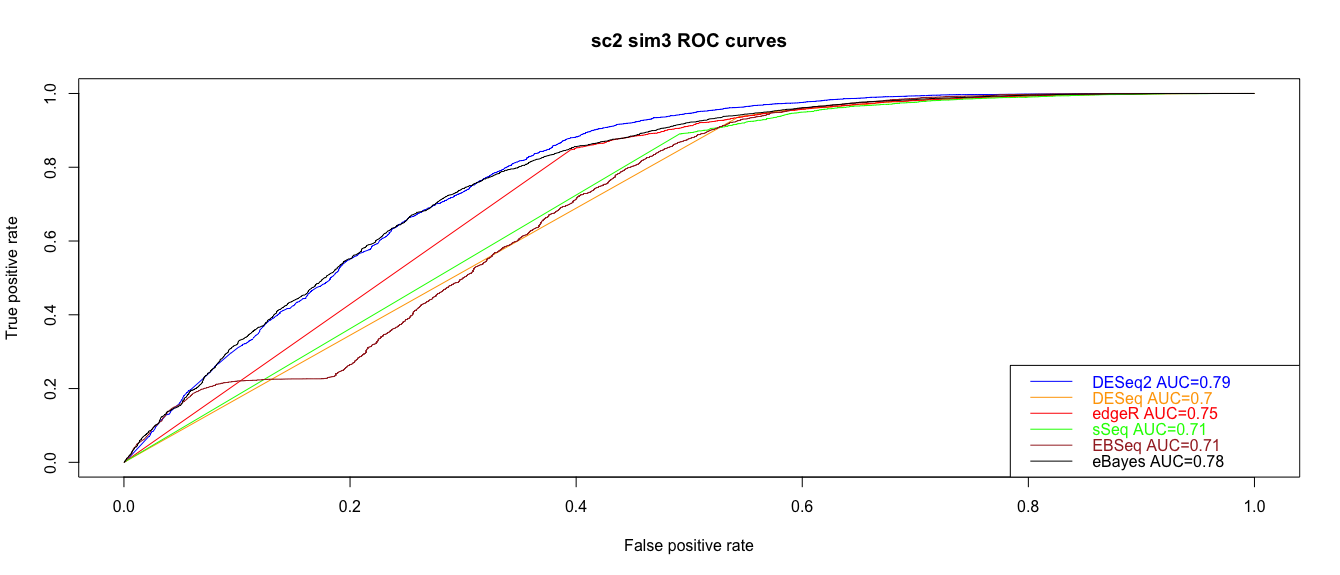 sc2 sim3 ROC curves
True positive rate
1.0
0.8
0.6
0.4
0.2
0.0
DESeq2 AUC=0.79
DESeq AUC=0.7
edgeR AUC=0.75
sSeq AUC=0.71
EBSeq AUC=0.71
eBayes AUC=0.78
0.0 0.2 0.4 0.6 0.8 1.0
False positive rate